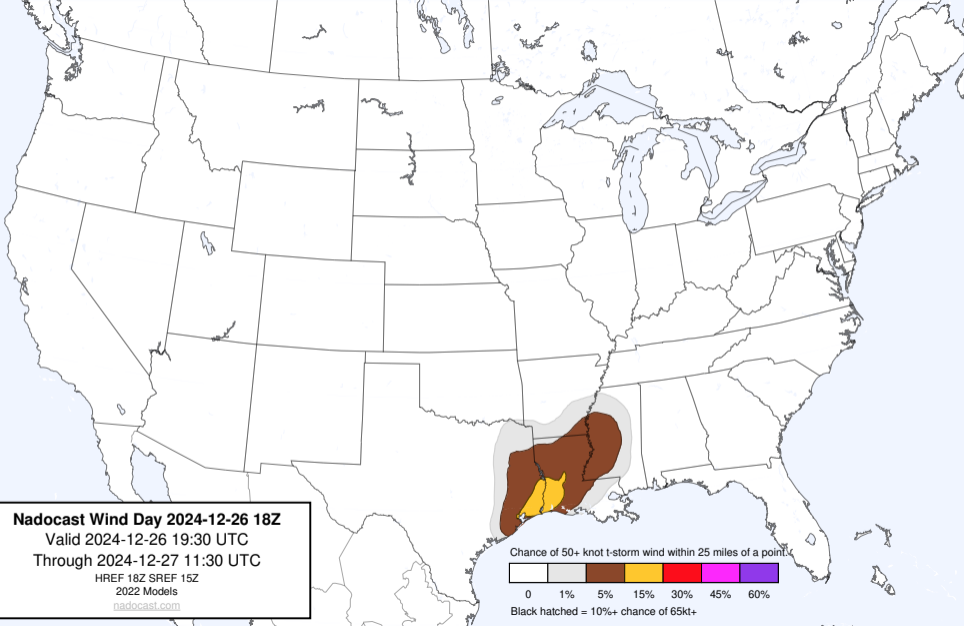 Nadocast Wind Day 2024-12-26 18Z
Valid 2024-12-26 19:30 UTC
Through 2024-12-27 11:30 UTC
HREF 18Z SREF 15Z
2022 Models
nadocast.com
Chance of 50+ knot t-storm wind within 25 miles of a point.
0 1% 5% 15% 30% 45% 60%
Black hatched = 10%+ chance of 65kt+